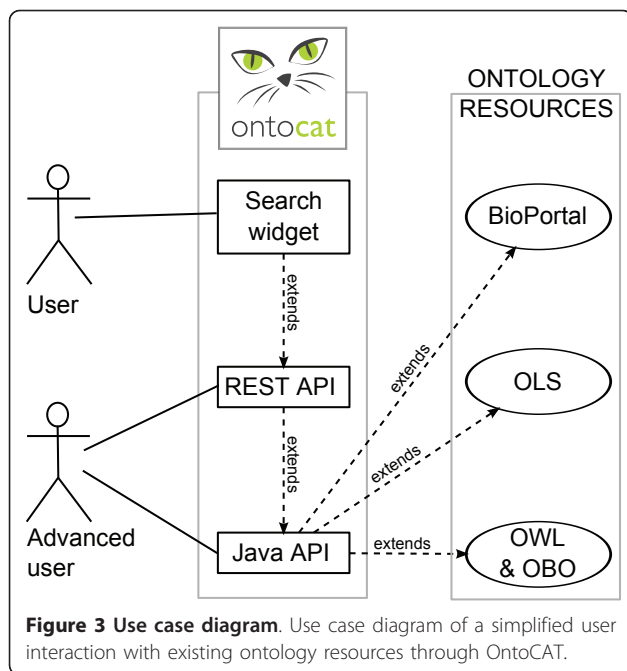 ontocat
ONTOLOGY
RESOURCES
Search
widget
BioPortal
User
extends
extends
REST API
OLS
extends
extends
Advanced
user
Java API
extends
OWL
& OBO
Figure 3 Use case diagram. Use case diagram of a simplified user
interaction with existing ontology resources through OntoCAT.